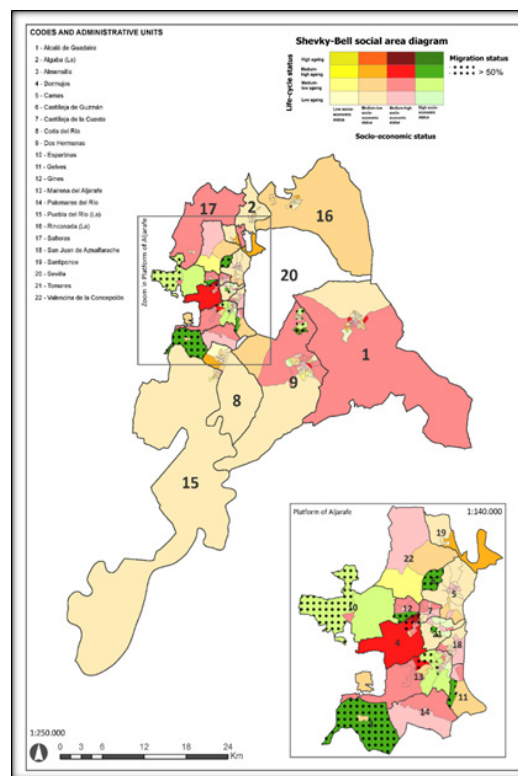 CODES AND ADMINISTRATIVE UNITS
1 - Alcalá de Guadaira
2 - Algaba (La)
3 - Almensilla
4 - Bormujos
5 - Camas
6 - Castilleja de Guzmán
7 - Castilleja de la Cuesta
8 - Coria del Río
9 - Dos Hermanas
10 - Espartinas
11 - Gelves
12 - Gines
13 - Mairena del Aljarafe
14 - Palomares del Río
15 - Puebla del Río (La)
16 - Rinconada (La)
17 - Salteras
18 - San Juan de Aznalfarache
19 - Santiponce
20 - Sevilla
21 - Tomares
22 - Valencina de la Concepción
Shevky-Bell social area diagram
Life-cycle status
High ageing
Medium-high ageing
Medium-low ageing
Low ageing
Low socio-economic status
Medium-low socio-economic status
Medium-high socio-economic status
High socio-economic status
Socio-economic status
Migration status
> 50%
17
2
16
20
Zoom in Platform of Aljarafe
1
9
8
15
Platform of Aljarafe
1:140.000
19
22
5
12
7
4
18
13
11
14
1:250.000
0 3 6 12 18 24
Km